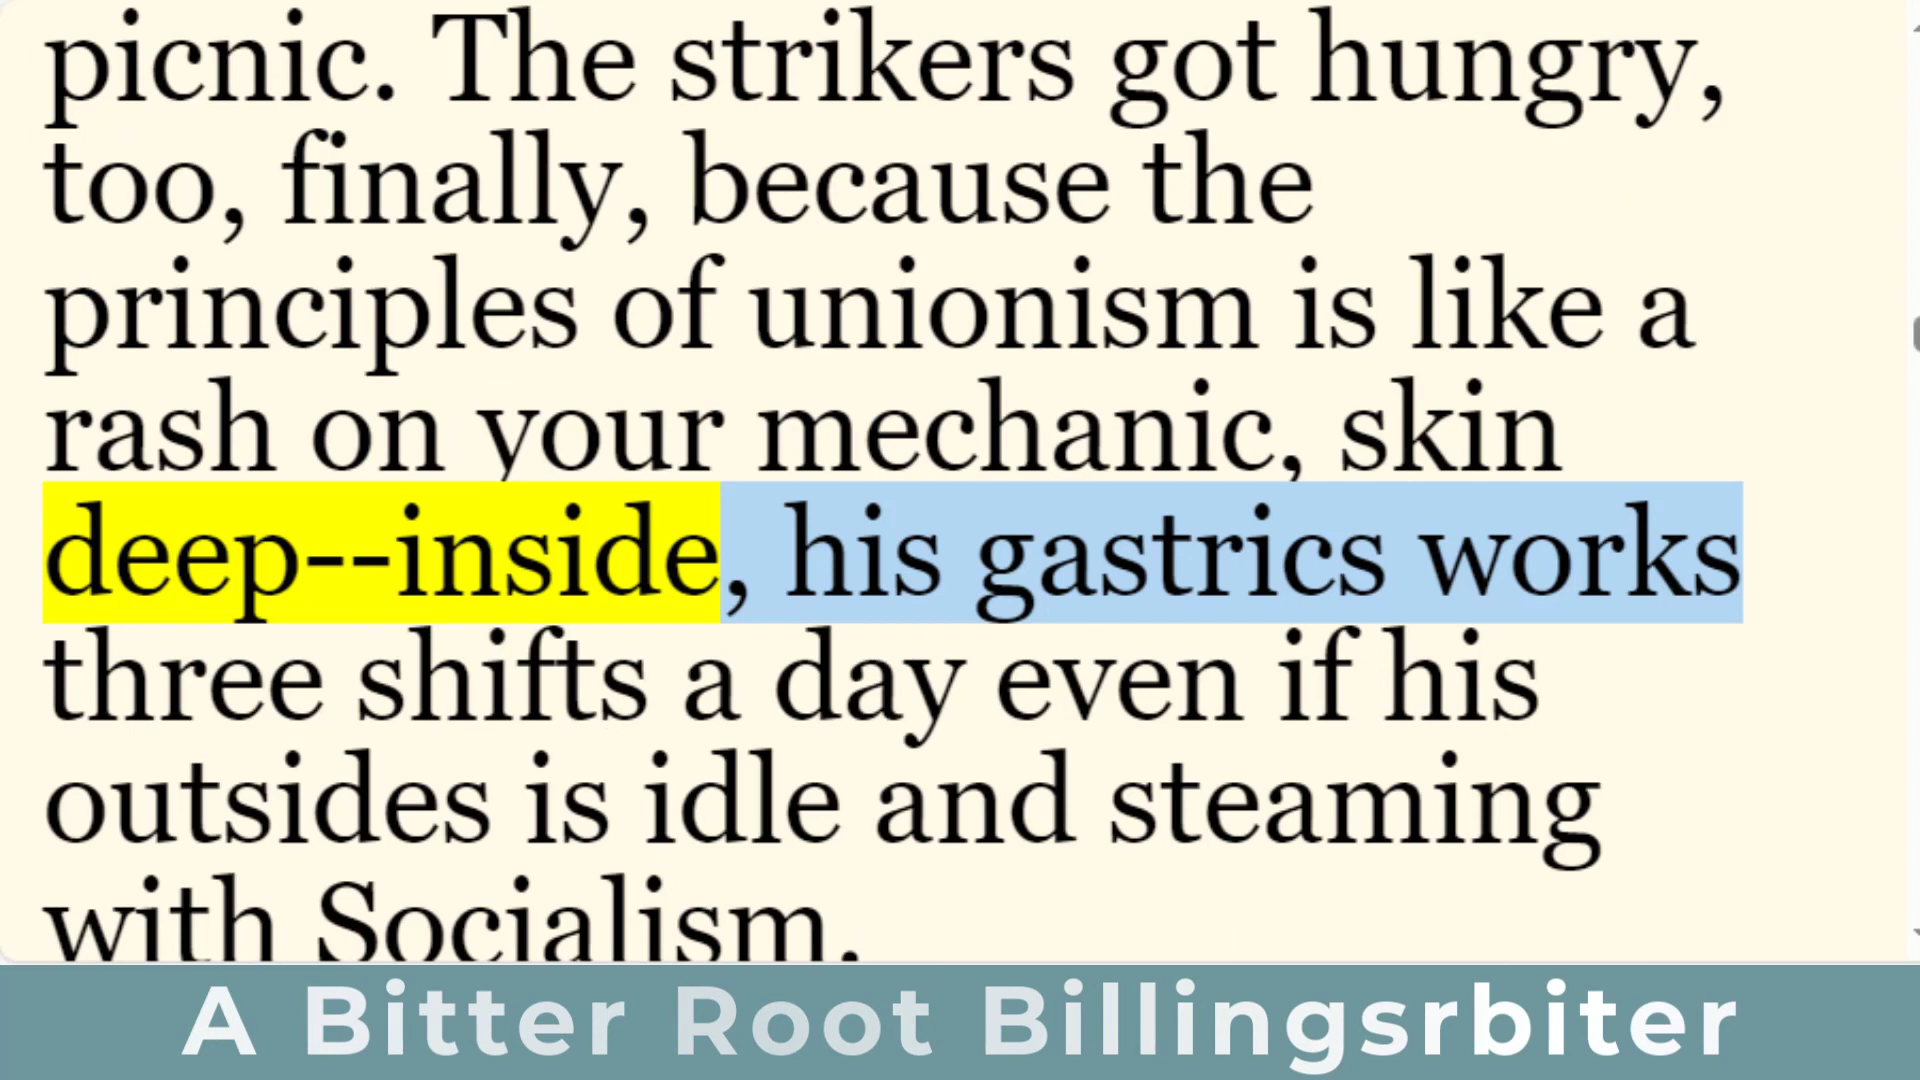 picnic. The strikers got hungry,
too, finally, because the
principles of unionism is like a
rash on your mechanic, skin
deep--inside, his gastrics works
three shifts a day even if his
outsides is idle and steaming
with Socialism.
A Bitter Root Billingsrbiter